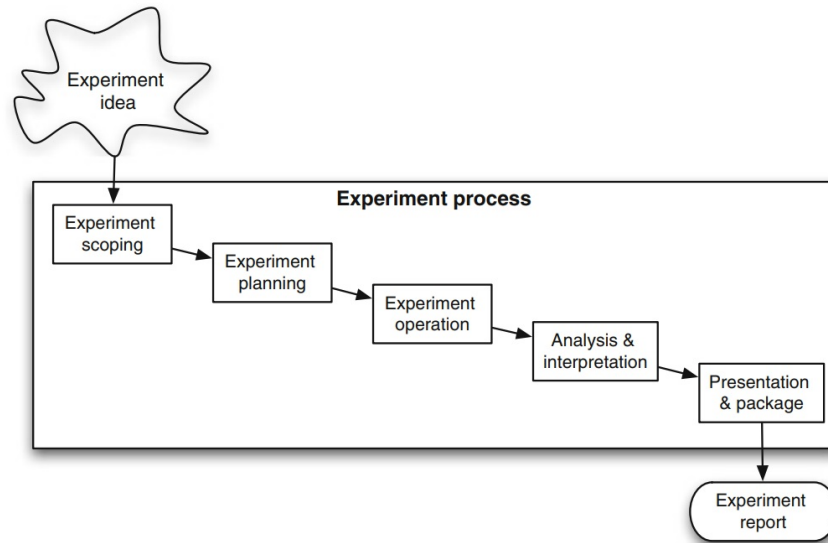 Experiment
idea
Experiment process
Experiment
scoping
Experiment
planning
Experiment
operation
Analysis &
interpretation
Presentation
& package
Experiment
report